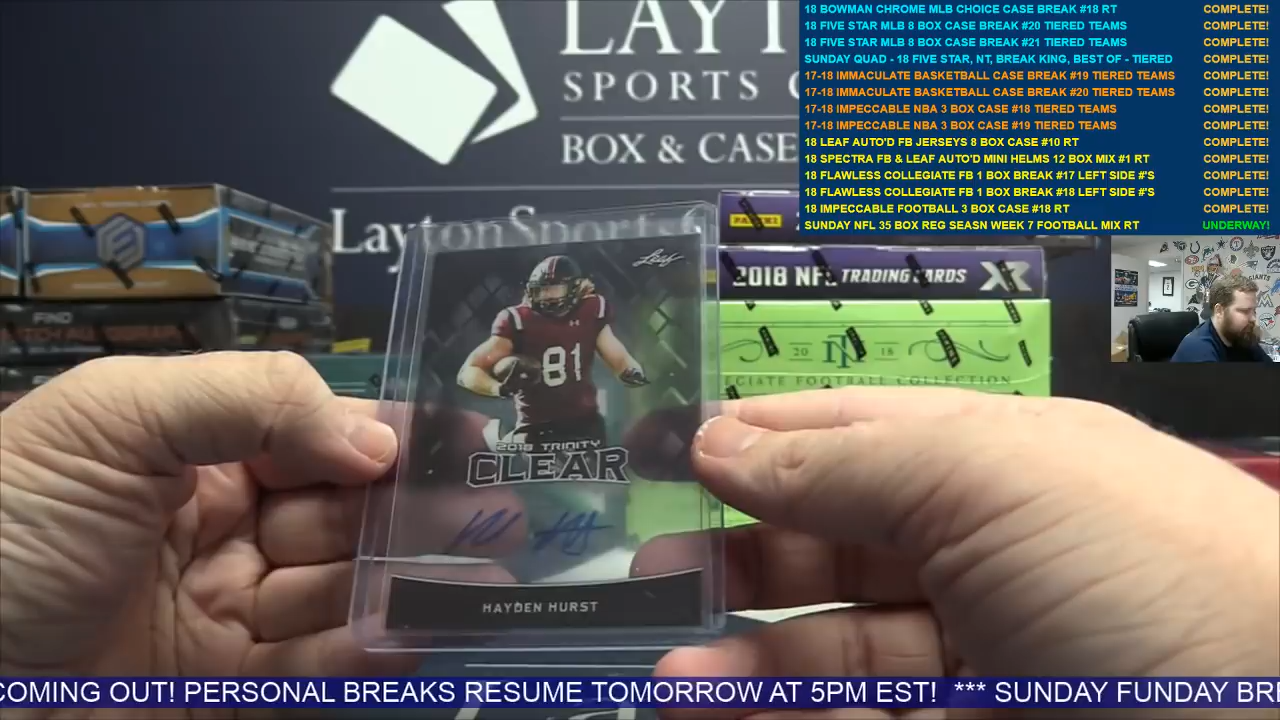 18 BOWMAN CHROME MLB CHOICE CASE BREAK #18 RT COMPLETE!
18 FIVE STAR MLB 8 BOX CASE BREAK #20 TIERED TEAMS COMPLETE!
18 FIVE STAR MLB 8 BOX CASE BREAK #21 TIERED TEAMS COMPLETE!
SUNDAY QUAD - 18 FIVE STAR, NT, BREAK KING, BEST OF - TIERED COMPLETE!
17-18 IMMACULATE BASKETBALL CASE BREAK #19 TIERED TEAMS COMPLETE!
17-18 IMMACULATE BASKETBALL CASE BREAK #20 TIERED TEAMS COMPLETE!
17-18 IMPECCABLE NBA 3 BOX CASE #18 TIERED TEAMS COMPLETE!
17-18 IMPECCABLE NBA 3 BOX CASE #19 TIERED TEAMS COMPLETE!
18 LEAF AUTO'D FB JERSEYS 8 BOX CASE #10 RT COMPLETE!
18 SPECTRA FB & LEAF AUTO'D MINI HELMS 12 BOX MIX #1 RT COMPLETE!
18 FLAWLESS COLLEGIATE FB 1 BOX BREAK #17 LEFT SIDE #'S COMPLETE!
18 FLAWLESS COLLEGIATE FB 1 BOX BREAK #18 LEFT SIDE #'S COMPLETE!
18 IMPECCABLE FOOTBALL 3 BOX CASE #18 RT COMPLETE!
SUNDAY NFL 35 BOX REG SEASN WEEK 7 FOOTBALL MIX RT UNDERWAY!
LAYT
SPORTS C
BOX & CASE
Layton Sports
PANINI
2018 NFL TRADING CARDS XR
20 NT 18
EGIATE FOOTBALL COLLECTION
FIND
Leaf
81
2018 TRINITY
CLEAR
HAYDEN HURST
COMING OUT! PERSONAL BREAKS RESUME TOMORROW AT 5PM EST! *** SUNDAY FUNDAY BRE